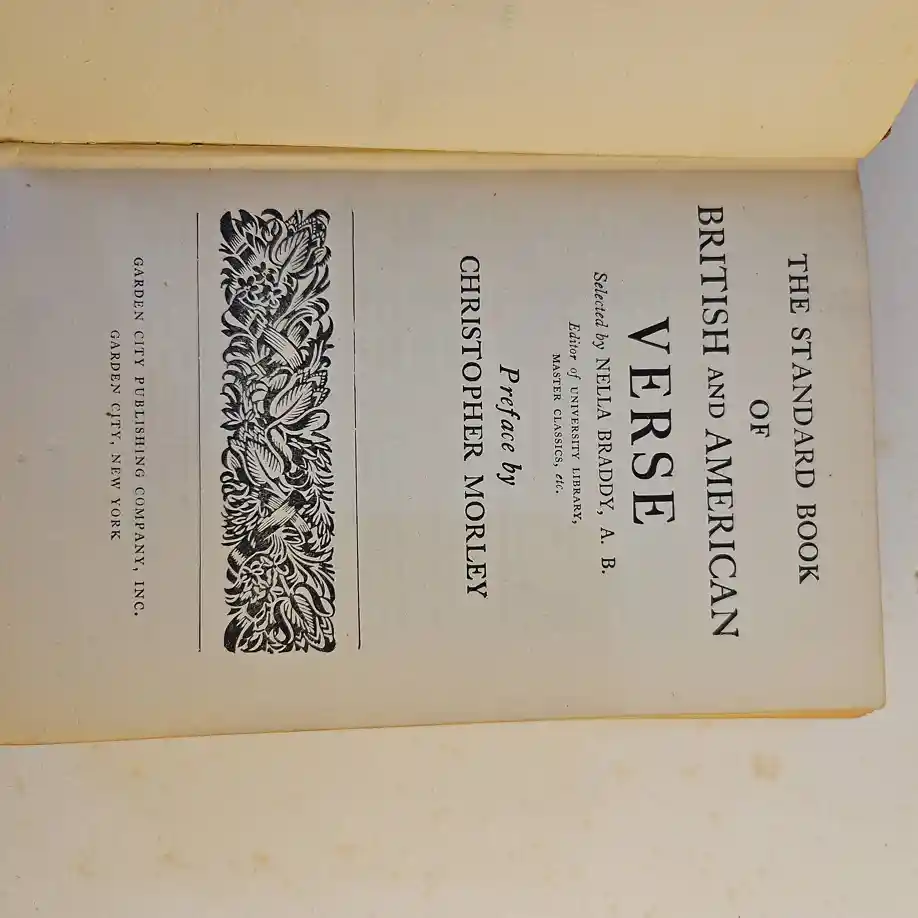 THE STANDARD BOOK
OF
BRITISH AND AMERICAN
VERSE
Selected by NELLA BRADDY, A. B.
Editor of UNIVERSITY LIBRARY,
MASTER CLASSICS, etc.
Preface by
CHRISTOPHER MORLEY
GARDEN CITY PUBLISHING COMPANY, INC.
GARDEN CITY, NEW YORK